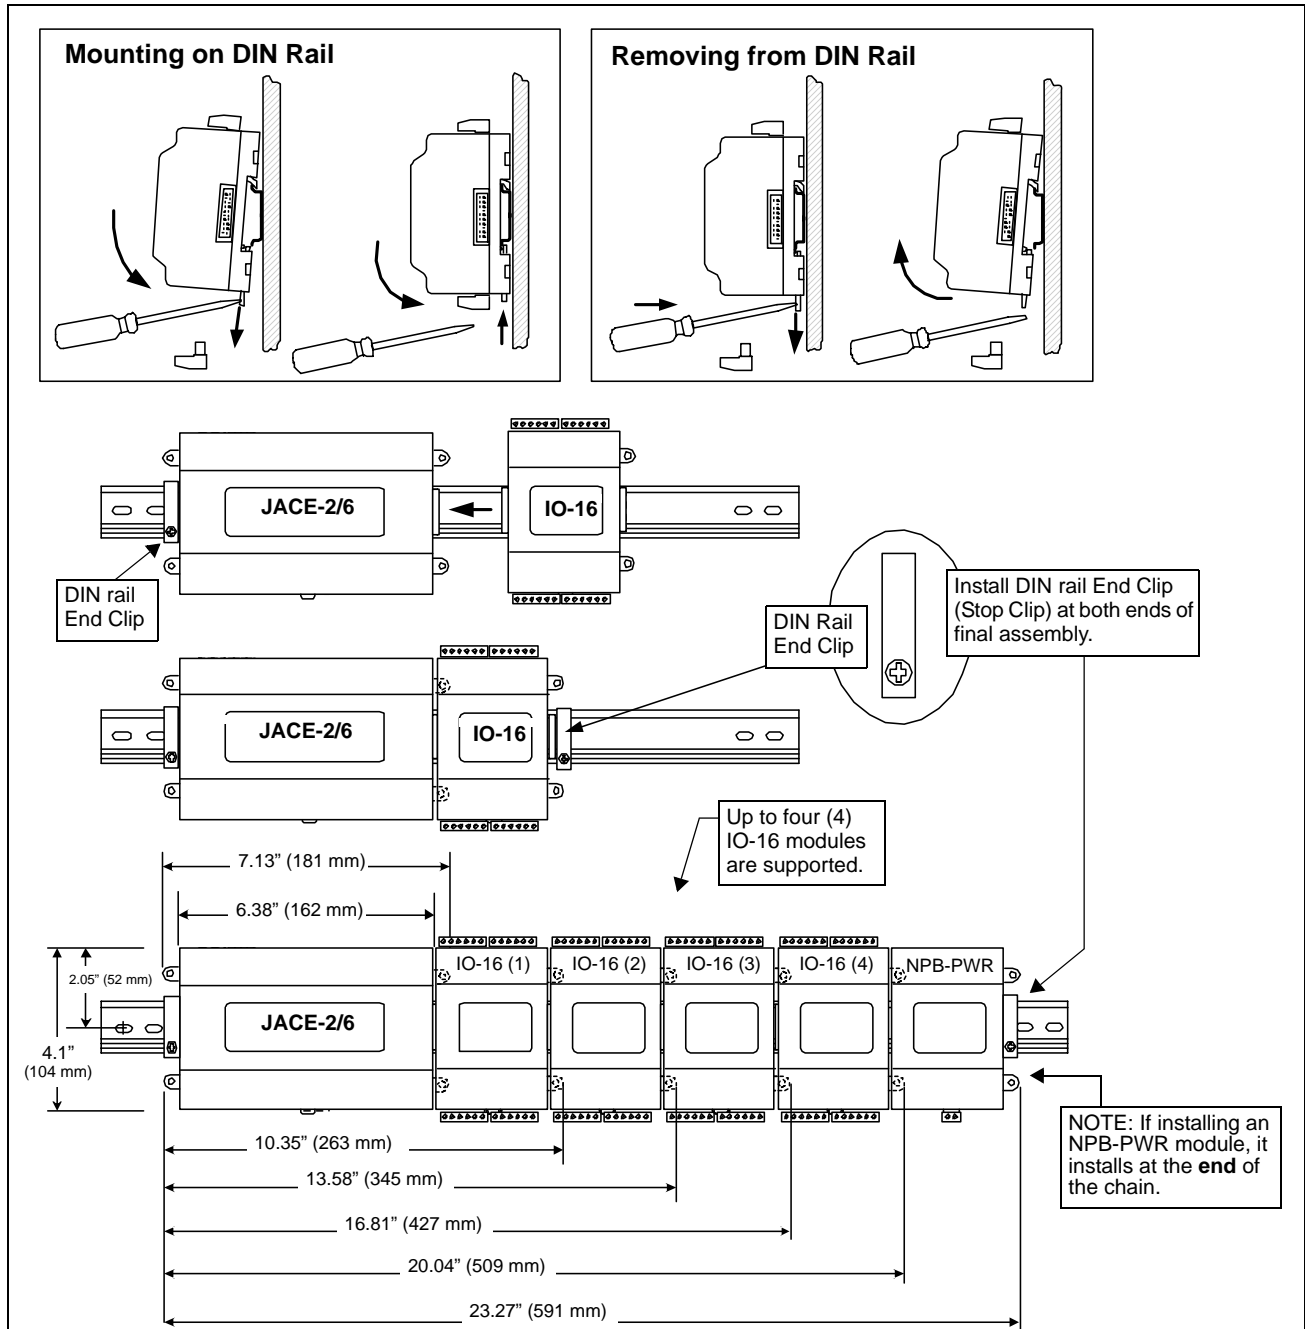 Mounting on DIN Rail
Removing from DIN Rail
JACE-2/6
IO-16
DIN rail
End Clip
Install DIN rail End Clip
(Stop Clip) at both ends of
final assembly.
DIN Rail
End Clip
JACE-2/6
IO-16
Up to four (4)
IO-16 modules
are supported.
7.13” (181 mm)
6.38” (162 mm)
2.05” (52 mm)
4.1”
(104 mm)
JACE-2/6
IO-16 (1)
IO-16 (2)
IO-16 (3)
IO-16 (4)
NPB-PWR
NOTE: If installing an
NPB-PWR module, it
installs at the end of
the chain.
10.35” (263 mm)
13.58” (345 mm)
16.81” (427 mm)
20.04” (509 mm)
23.27” (591 mm)